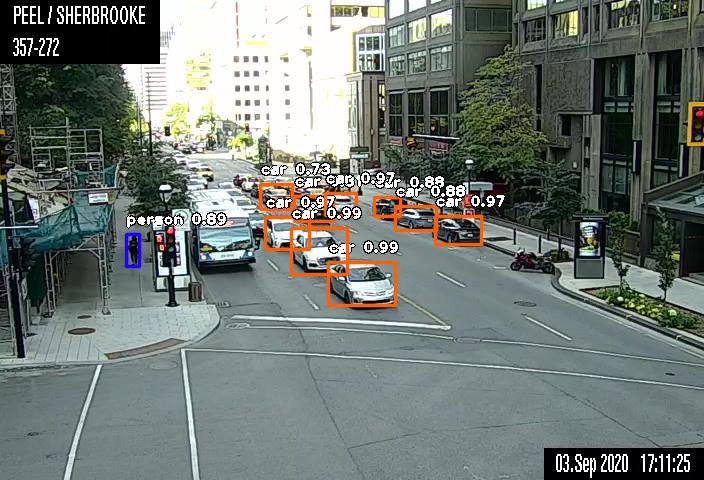 PEEL / SHERBROOKE
357-272
car 0.73
car 0.97
0.88
car 0.97
car 0.88
car 0.99
car 0.97
person 0.89
car 0.99
03.Sep 2020 17:11:25